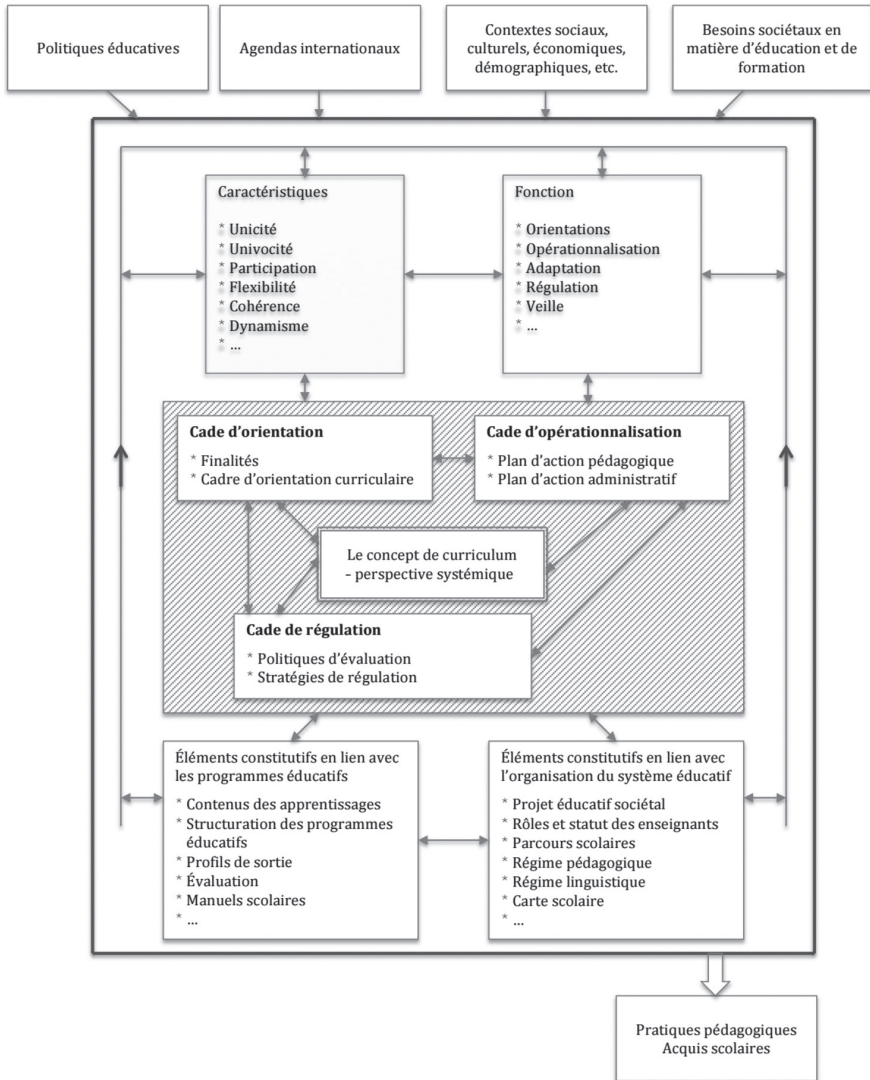 Politiques éducatives
Agendas internationaux
Contextes sociaux,
culturels, économiques,
démographiques, etc.
Besoins sociétaux en
matière d'éducation et de
formation
Caractéristiques
* Unicité
* Univocité
* Participation
* Flexibilité
* Cohérence
* Dynamisme
* ...
Fonction
* Orientations
* Opérationnalisation
* Adaptation
* Régulation
* Veille
* ...
Cade d'orientation
* Finalités
* Cadre d'orientation curriculaire
Cade d'opérationnalisation
* Plan d'action pédagogique
* Plan d'action administratif
Le concept de curriculum
– perspective systémique
Cade de régulation
* Politiques d'évaluation
* Stratégies de régulation
Éléments constitutifs en lien avec
les programmes éducatifs
* Contenus des apprentissages
* Structuration des programmes
éducatifs
* Profils de sortie
* Évaluation
* Manuels scolaires
* ...
Éléments constitutifs en lien avec
l'organisation du système éducatif
* Projet éducatif sociétal
* Rôles et statut des enseignants
* Parcours scolaires
* Régime pédagogique
* Régime linguistique
* Carte scolaire
* ...
Pratiques pédagogiques
Acquis scolaires